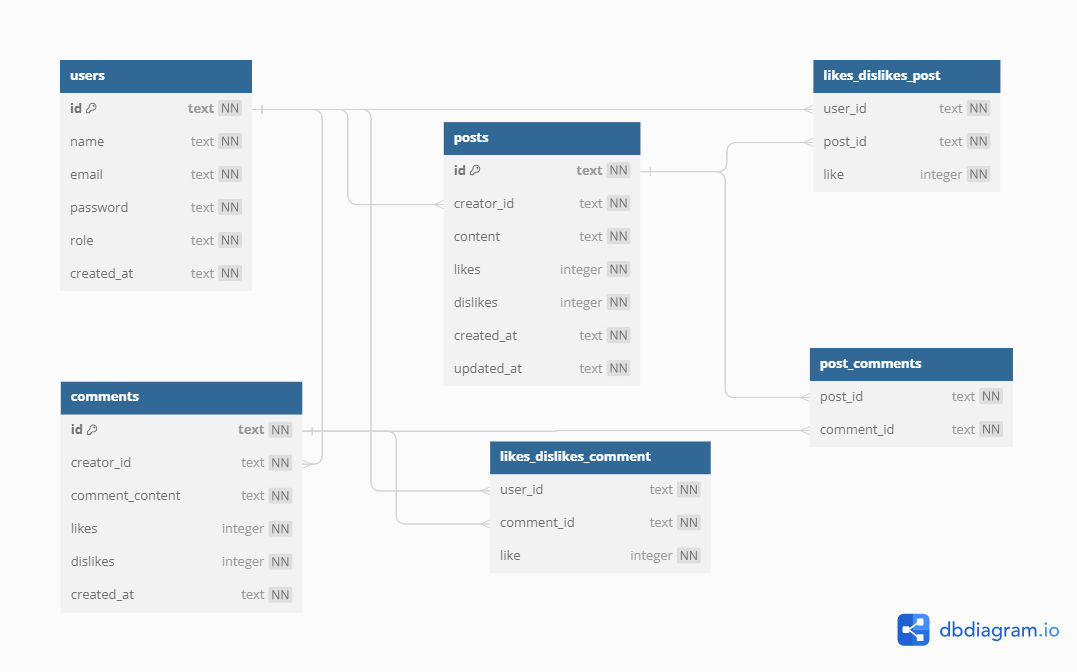 users
id text NN
name text NN
email text NN
password text NN
role text NN
created_at text NN
posts
id text NN
creator_id text NN
content text NN
likes integer NN
dislikes integer NN
created_at text NN
updated_at text NN
likes_dislikes_post
user_id text NN
post_id text NN
like integer NN
comments
id text NN
creator_id text NN
comment_content text NN
likes integer NN
dislikes integer NN
created_at text NN
likes_dislikes_comment
user_id text NN
comment_id text NN
like integer NN
post_comments
post_id text NN
comment_id text NN
dbdiagram.io